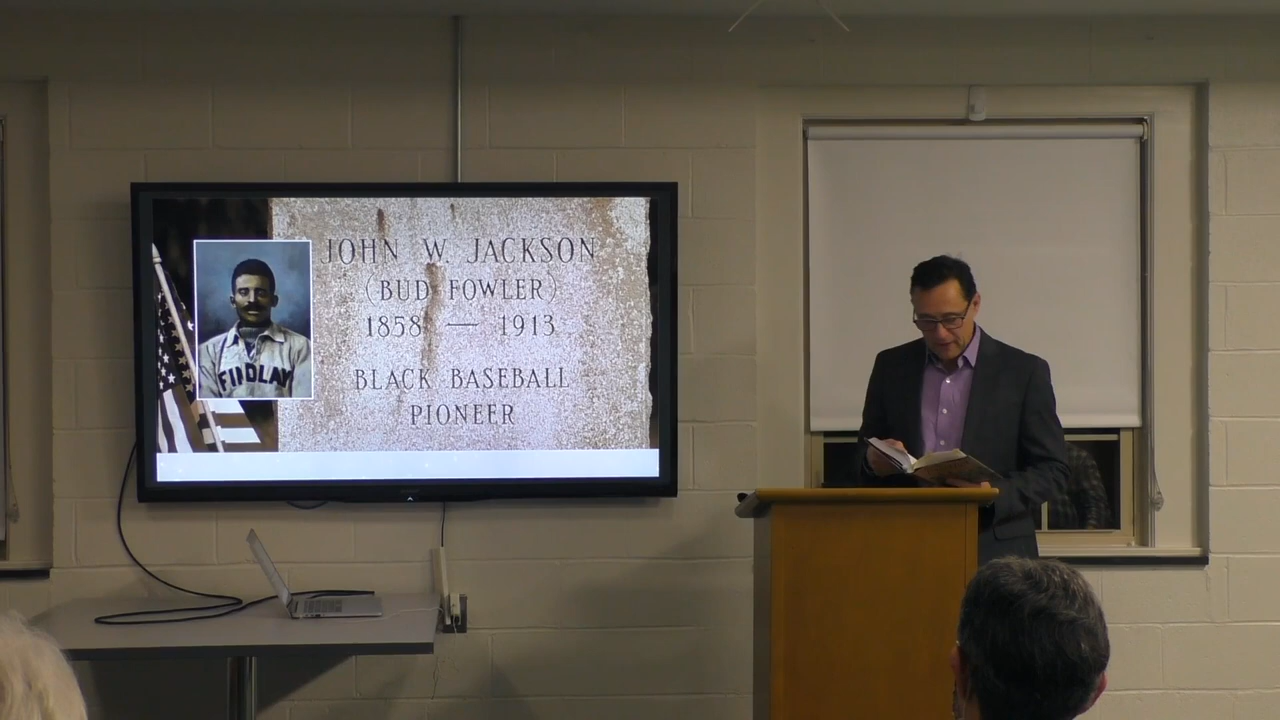 JOHN W. JACKSON
(BUD FOWLER)
1858 — 1913
BLACK BASEBALL
PIONEER
FINDLAY